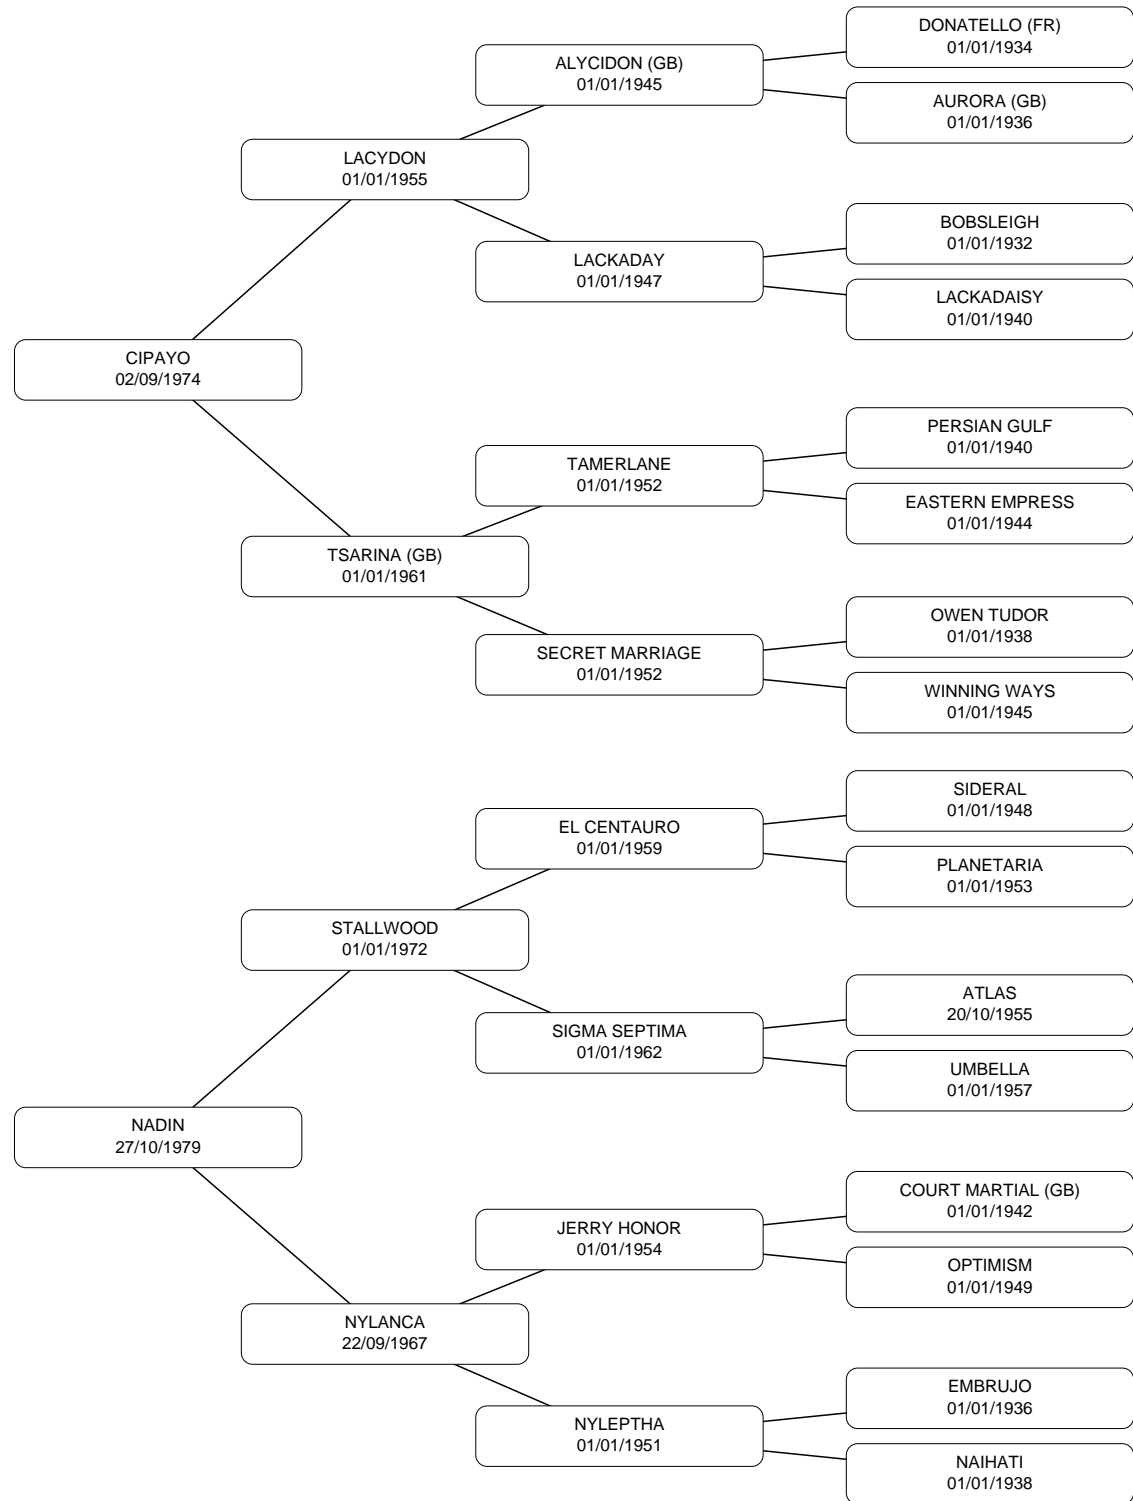 DONATELLO (FR)
01/01/1934
ALYCIDON (GB)
01/01/1945
AURORA (GB)
01/01/1936
LACYDON
01/01/1955
BOBSLEIGH
01/01/1932
LACKADAY
01/01/1947
LACKADAISY
01/01/1940
CIPAYO
02/09/1974
PERSIAN GULF
01/01/1940
TAMERLANE
01/01/1952
EASTERN EMPRESS
01/01/1944
TSARINA (GB)
01/01/1961
OWEN TUDOR
01/01/1938
SECRET MARRIAGE
01/01/1952
WINNING WAYS
01/01/1945
SIDERAL
01/01/1948
EL CENTAURO
01/01/1959
PLANETARIA
01/01/1953
STALLWOOD
01/01/1972
ATLAS
20/10/1955
SIGMA SEPTIMA
01/01/1962
UMBELLA
01/01/1957
NADIN
27/10/1979
COURT MARTIAL (GB)
01/01/1942
JERRY HONOR
01/01/1954
OPTIMISM
01/01/1949
NYLANCA
22/09/1967
EMBRUJO
01/01/1936
NYLEPTHA
01/01/1951
NAIHATI
01/01/1938